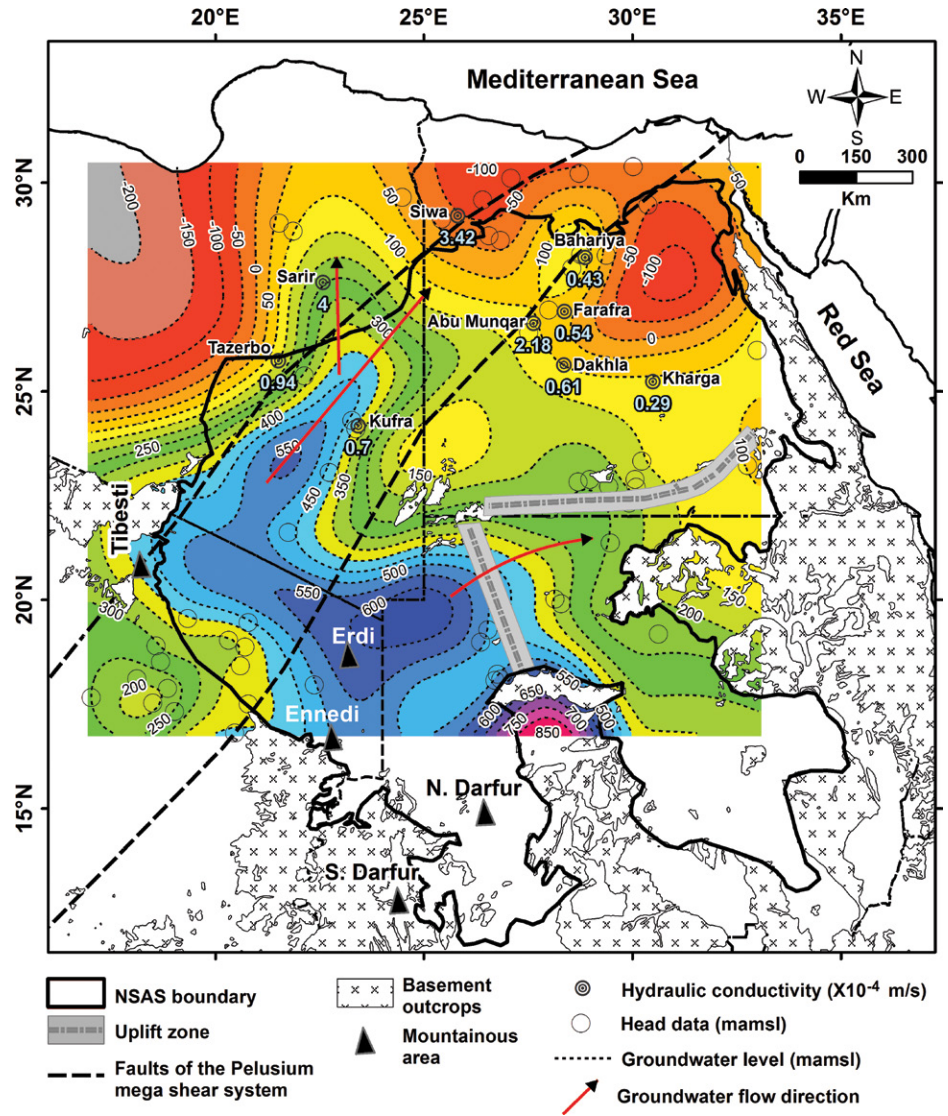 20°E 25°E 30°E 35°E
Mediterranean Sea
N
W E
S
0 150 300
Km
30°N
25°N
20°N
15°N
-200
-150
-100
-50
0
50
50
100
-100
-50
-50
Siwa
3.42
Bahariya
100
0.43
-50
-100
0
Sarir
4
300
Abu Munqar
2.18
Farafra
0.54
Dakhla
0.61
Kharga
0.29
Red Sea
Tazerbo
0.94
250
400
550
Kufra
0.7
450
350
150
100
Tibesti
550
500
600
Erdi
300
200
250
200
150
Ennedi
550
650
600
750
700
500
850
N. Darfur
S. Darfur
NSAS boundary
Uplift zone
Faults of the Pelusium
mega shear system
Basement
outcrops
Mountainous
area
Hydraulic conductivity (X10⁻⁴ m/s)
Head data (mamsl)
Groundwater level (mamsl)
Groundwater flow direction